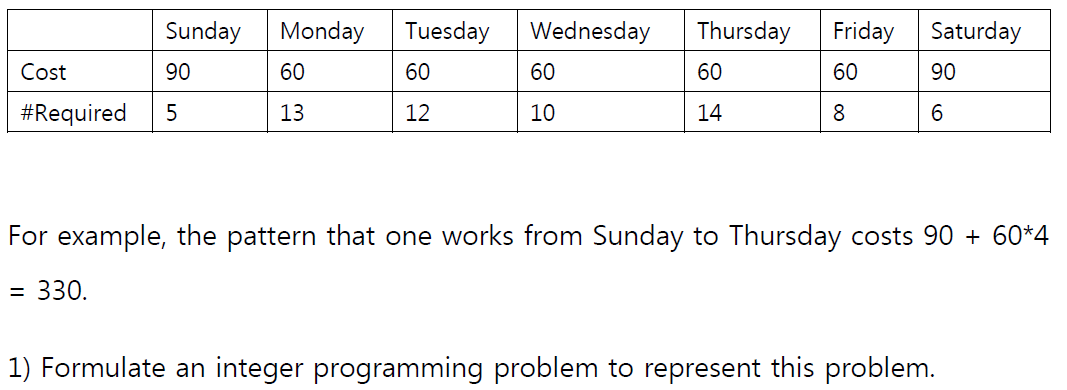 Sunday Monday Tuesday Wednesday Thursday Friday Saturday
Cost 90 60 60 60 60 60 90
#Required 5 13 12 10 14 8 6
For example, the pattern that one works from Sunday to Thursday costs 90 + 60*4
= 330.
1) Formulate an integer programming problem to represent this problem.